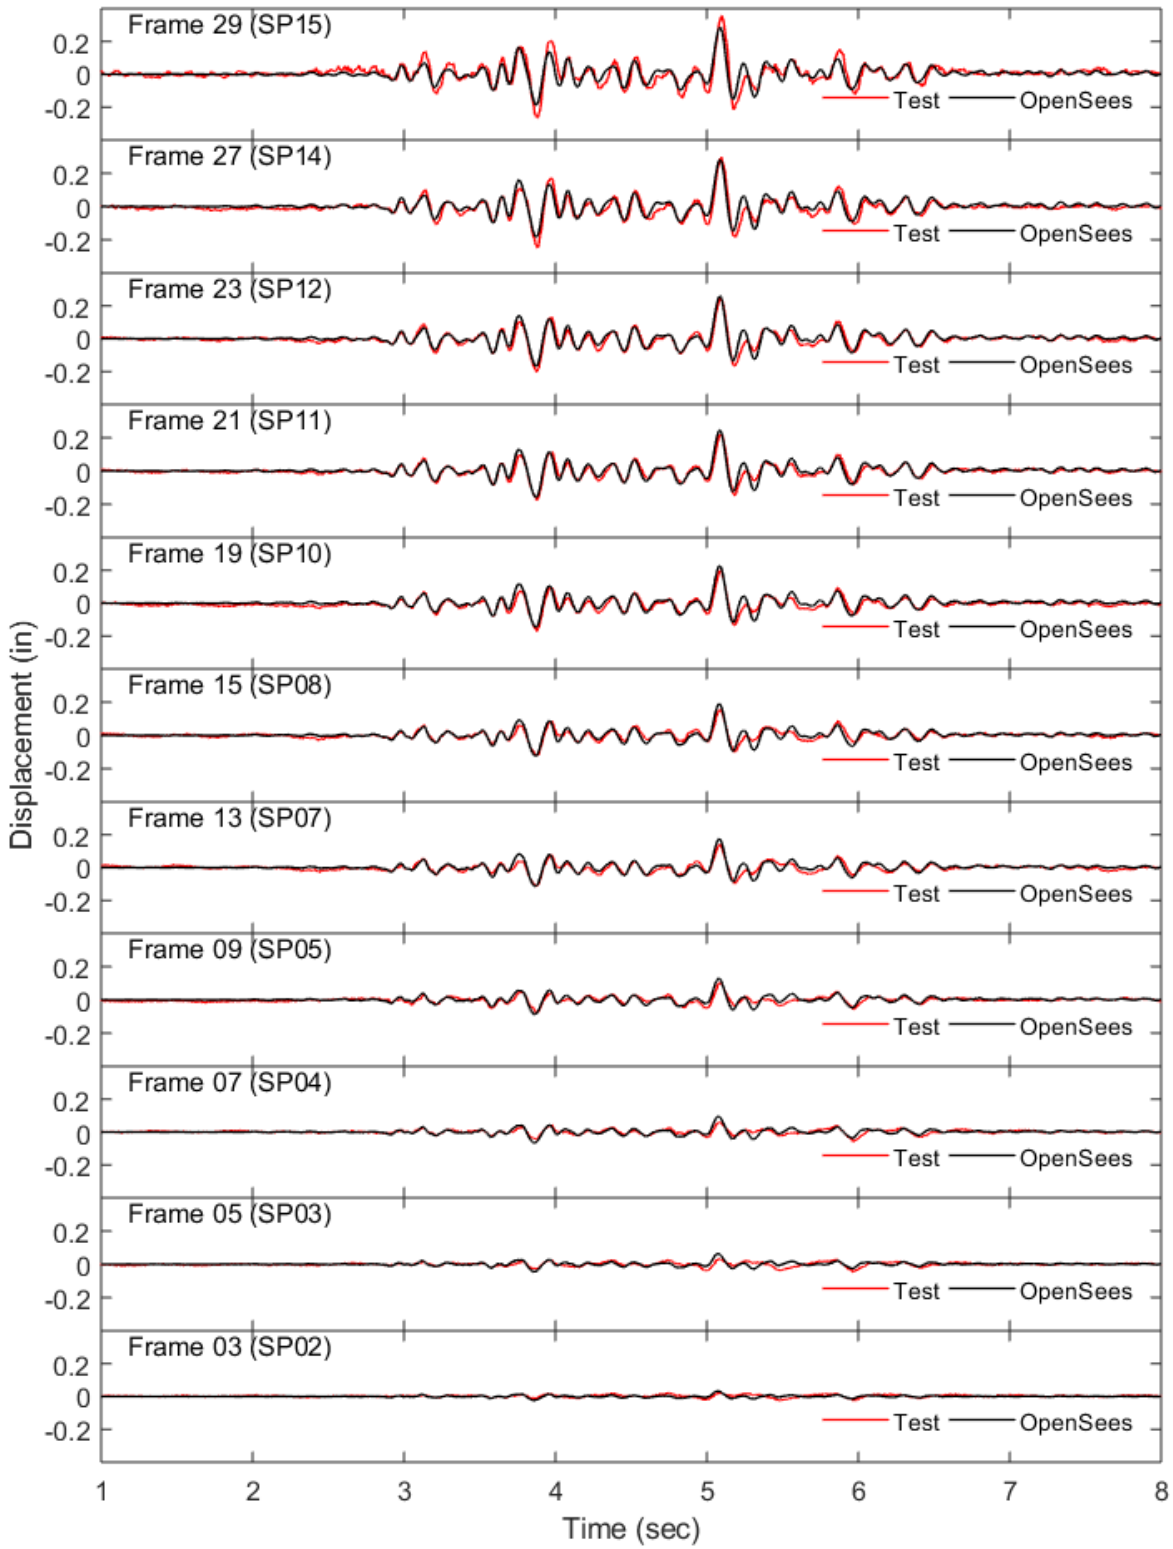 Frame 29 (SP15)
0.2
0
-0.2
Test OpenSees
Frame 27 (SP14)
0.2
0
-0.2
Test OpenSees
Frame 23 (SP12)
0.2
0
-0.2
Test OpenSees
Frame 21 (SP11)
0.2
0
-0.2
Test OpenSees
Frame 19 (SP10)
0.2
0
-0.2
Test OpenSees
Frame 15 (SP08)
0.2
0
-0.2
Test OpenSees
Frame 13 (SP07)
0.2
0
-0.2
Test OpenSees
Frame 09 (SP05)
0.2
0
-0.2
Test OpenSees
Frame 07 (SP04)
0.2
0
-0.2
Test OpenSees
Frame 05 (SP03)
0.2
0
-0.2
Test OpenSees
Frame 03 (SP02)
0.2
0
-0.2
Test OpenSees
Displacement (in)
1 2 3 4 5 6 7 8
Time (sec)